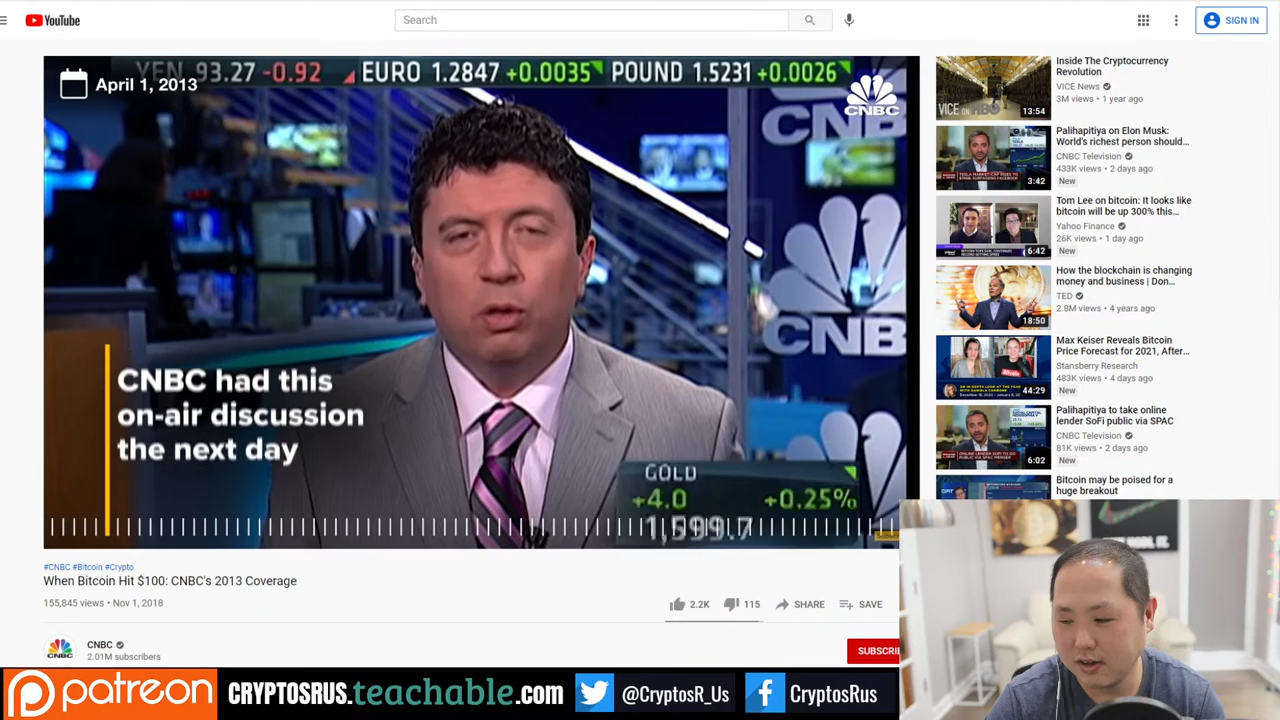 YouTube
Search
SIGN IN
YEN 93.27 -0.92 EURO 1.2847 +0.0035 POUND 1.5231 +0.0026
April 1, 2013
CNBC
CNBC had this
on-air discussion
the next day
GOLD
+4.0 +0.25%
1,599.7
#CNBC #Bitcoin #Crypto
When Bitcoin Hit $100: CNBC's 2013 Coverage
155,845 views • Nov 1, 2018
2.2K 115 SHARE SAVE
CNBC
2.01M subscribers
SUBSCRI
Inside The Cryptocurrency
Revolution
VICE News
3M views • 1 year ago
13:54
Palihapitiya on Elon Musk:
World's richest person should...
CNBC Television
433K views • 2 days ago
New
3:42
Tom Lee on bitcoin: It looks like
bitcoin will be up 300% this...
Yahoo Finance
26K views • 1 day ago
New
6:42
How the blockchain is changing
money and business | Don...
TED
2.8M views • 4 years ago
18:50
Max Keiser Reveals Bitcoin
Price Forecast for 2021, After...
Stansberry Research
483K views • 4 days ago
New
44:29
Palihapitiya to take online
lender SoFi public via SPAC
CNBC Television
81K views • 2 days ago
New
6:02
Bitcoin may be poised for a
huge breakout
patreon
CRYPTOSRUS.teachable.com
@CryptosR_Us
CryptosRus